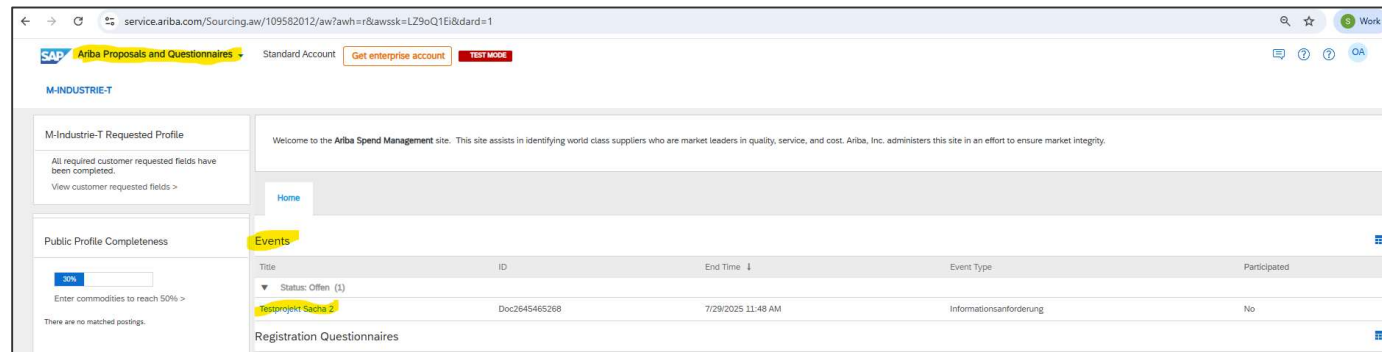 service.ariba.com/Sourcing.aw/109582012/aw?awh=r&awssk=LZ9oQ1Ei&dard=1
S Work
SAP Ariba Proposals and Questionnaires Standard Account Get enterprise account TEST MODE OA
M-INDUSTRIE-T
M-Industrie-T Requested Profile
All required customer requested fields have
been completed.
View customer requested fields >
Welcome to the Ariba Spend Management site. This site assists in identifying world class suppliers who are market leaders in quality, service, and cost. Ariba, Inc. administers this site in an effort to ensure market integrity.
Home
Public Profile Completeness
30%
Enter commodities to reach 50% >
There are no matched postings.
Events
Title ID End Time ↓ Event Type Participated
▼ Status: Offen (1)
Testprojekt Sacha 2 Doc2645465268 7/29/2025 11:48 AM Informationsanforderung No
Registration Questionnaires